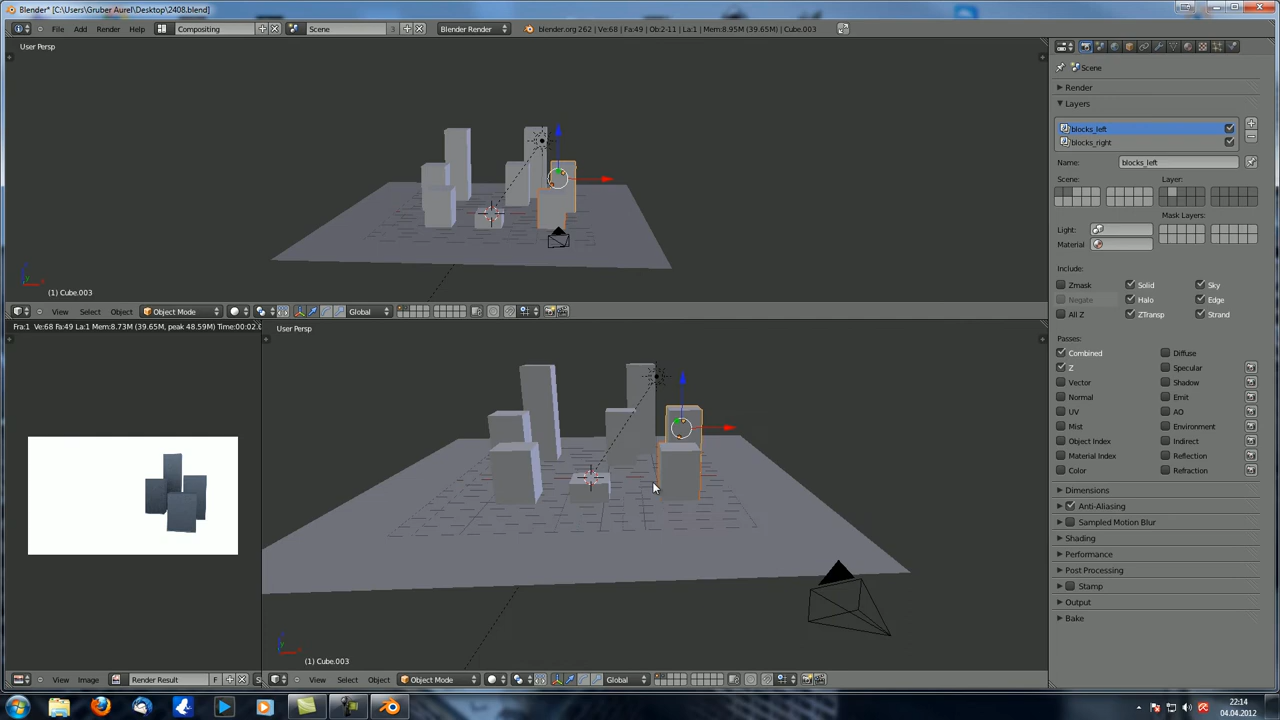 Blender* [C:\Users\Gruber Aurel\Desktop\2408.blend]
File Add Render Help Compositing Scene 3 Blender Render blender.org 262 | Ve:68 | Fa:49 | Ob:2-11 | La:1 | Mem:8.95M (39.65M) | Cube.003
User Persp
Scene
Render
Layers
blocks_left
blocks_right
Name: blocks_left
Scene: Layer:
Mask Layers:
Light:
Material
Include:
Zmask Solid Sky
Negate Halo Edge
All Z ZTransp Strand
Passes:
Combined Diffuse
Z Specular
Vector Shadow
Normal Emit
UV AO
Mist Environment
Object Index Indirect
Material Index Reflection
Color Refraction
Dimensions
Anti-Aliasing
Sampled Motion Blur
Shading
Performance
Post Processing
Stamp
Output
Bake
(1) Cube.003
View Select Object Object Mode Global
Fra:1 Ve:68 Fa:49 La:1 Mem:8.73M (39.65M, peak 48.59M) Time:00:02.0
User Persp
(1) Cube.003
View Image Render Result F
View Select Object Object Mode Global
22:14
04.04.2012